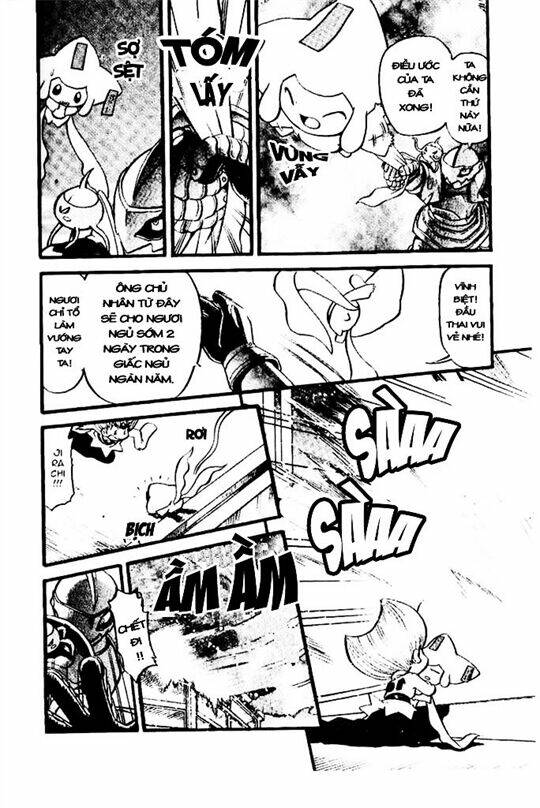 TA
KHÔNG
CẦN
THỨ
NÀY
NỮA!
ĐIỀU ƯỚC
CỦA TA
ĐÃ
XONG!
VÙNG
VẪY
TÓM
LẤY
SỢ
SỆT
VĨNH
BIỆT!
ĐẦU
THAI VUI
VẺ NHÉ!
ÔNG CHỦ
NHÂN TỪ ĐÂY
SẼ CHO NGƯƠI
NGỦ SỚM 2
NGÀY TRONG
GIẤC NGỦ
NGÀN NĂM.
NGƯƠI
CHỈ TỔ
LÀM
VƯỚNG
TAY
TA!
SÀAA
SÀAA
RƠI
BỊCH
JI
RA
CHI
!!!
ẦM ẦM
CHẾT
ĐI !!